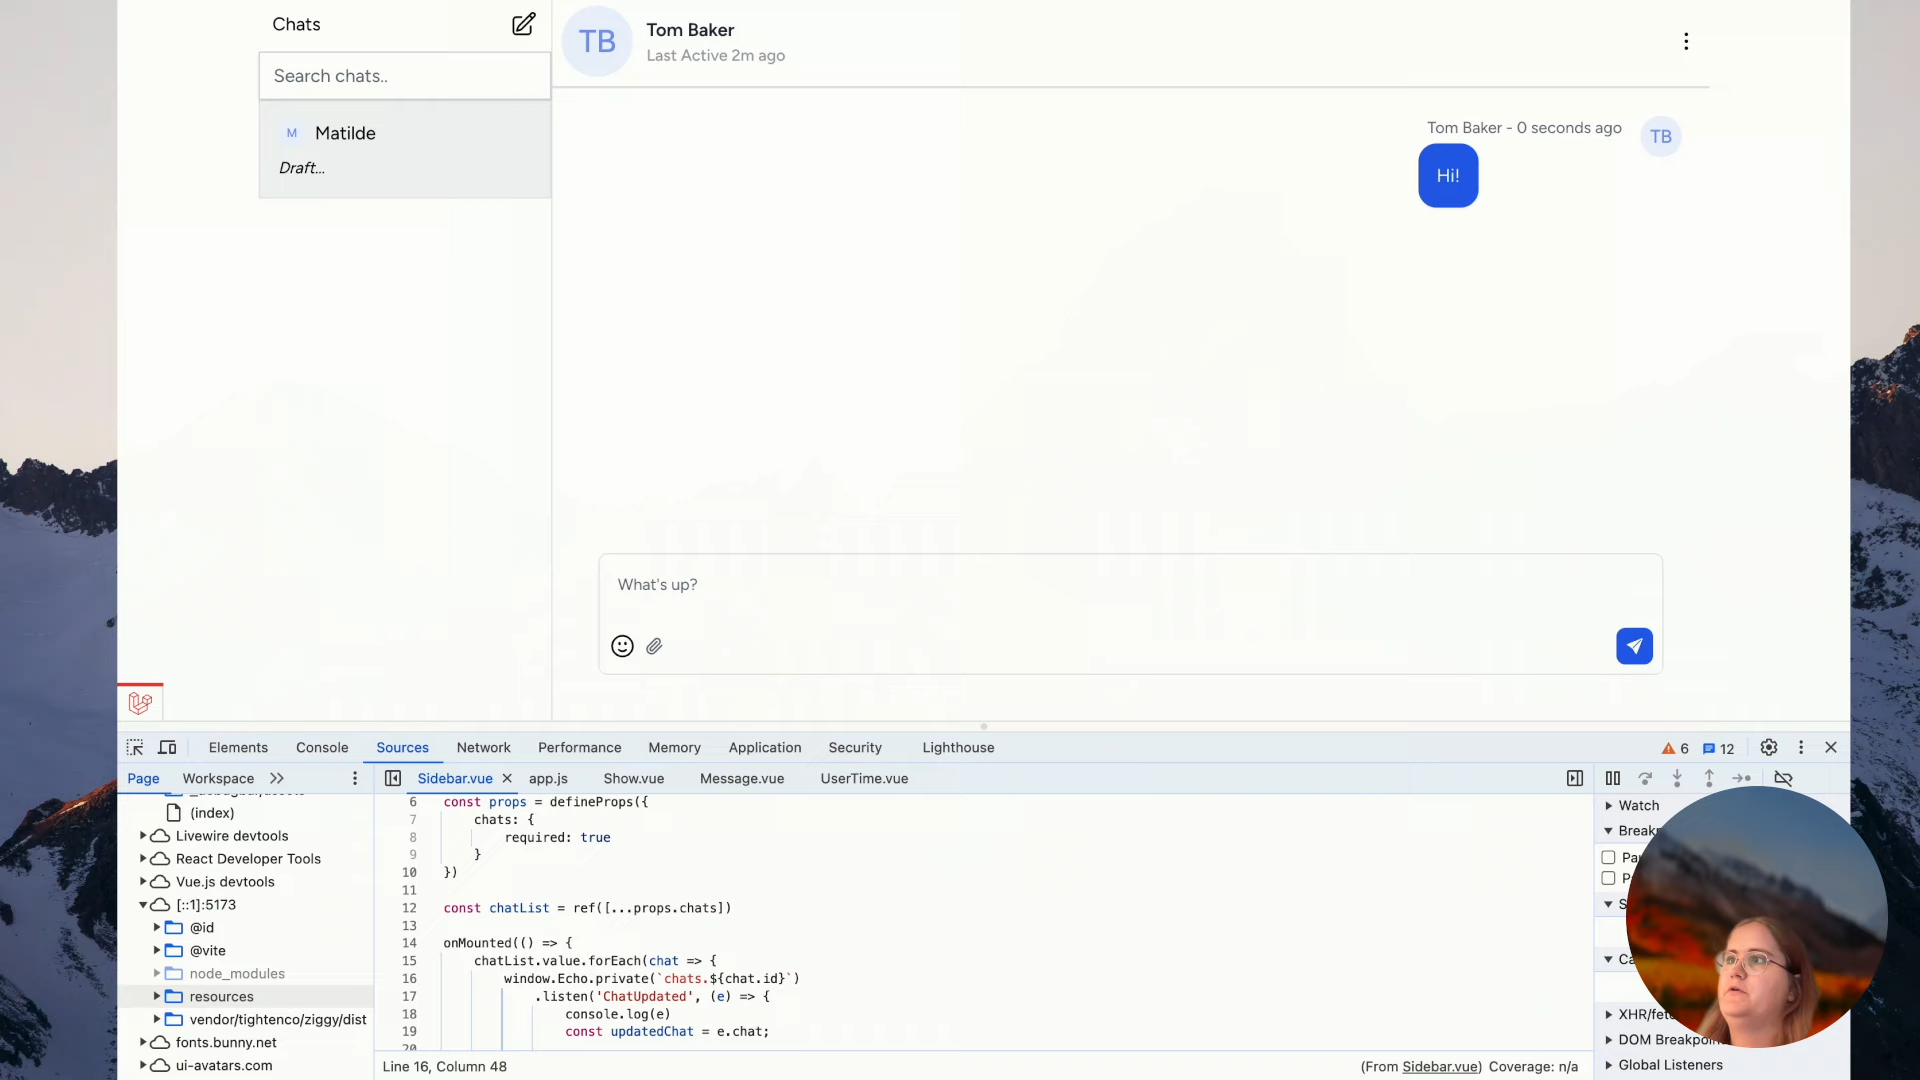 Chats
Search chats..
M
Matilde
Draft...
TB
Tom Baker
Last Active 2m ago
Tom Baker - 0 seconds ago
TB
Hi!
What's up?
Elements
Console
Sources
Network
Performance
Memory
Application
Security
Lighthouse
6
12
Page
Workspace
Sidebar.vue
app.js
Show.vue
Message.vue
UserTime.vue
(index)
Livewire devtools
React Developer Tools
Vue.js devtools
[::1]:5173
@id
@vite
node_modules
resources
vendor/tightenco/ziggy/dist
fonts.bunny.net
ui-avatars.com
6 const props = defineProps({
7 chats: {
8 required: true
9 }
10 })
11
12 const chatList = ref([...props.chats])
13
14 onMounted(() => {
15 chatList.value.forEach(chat => {
16 window.Echo.private(`chats.${chat.id}`)
17 .listen('ChatUpdated', (e) => {
18 console.log(e)
19 const updatedChat = e.chat;
20
Line 16, Column 48
(From Sidebar.vue) Coverage: n/a
Watch
XHR/fet
DOM Breakpoin
Global Listeners